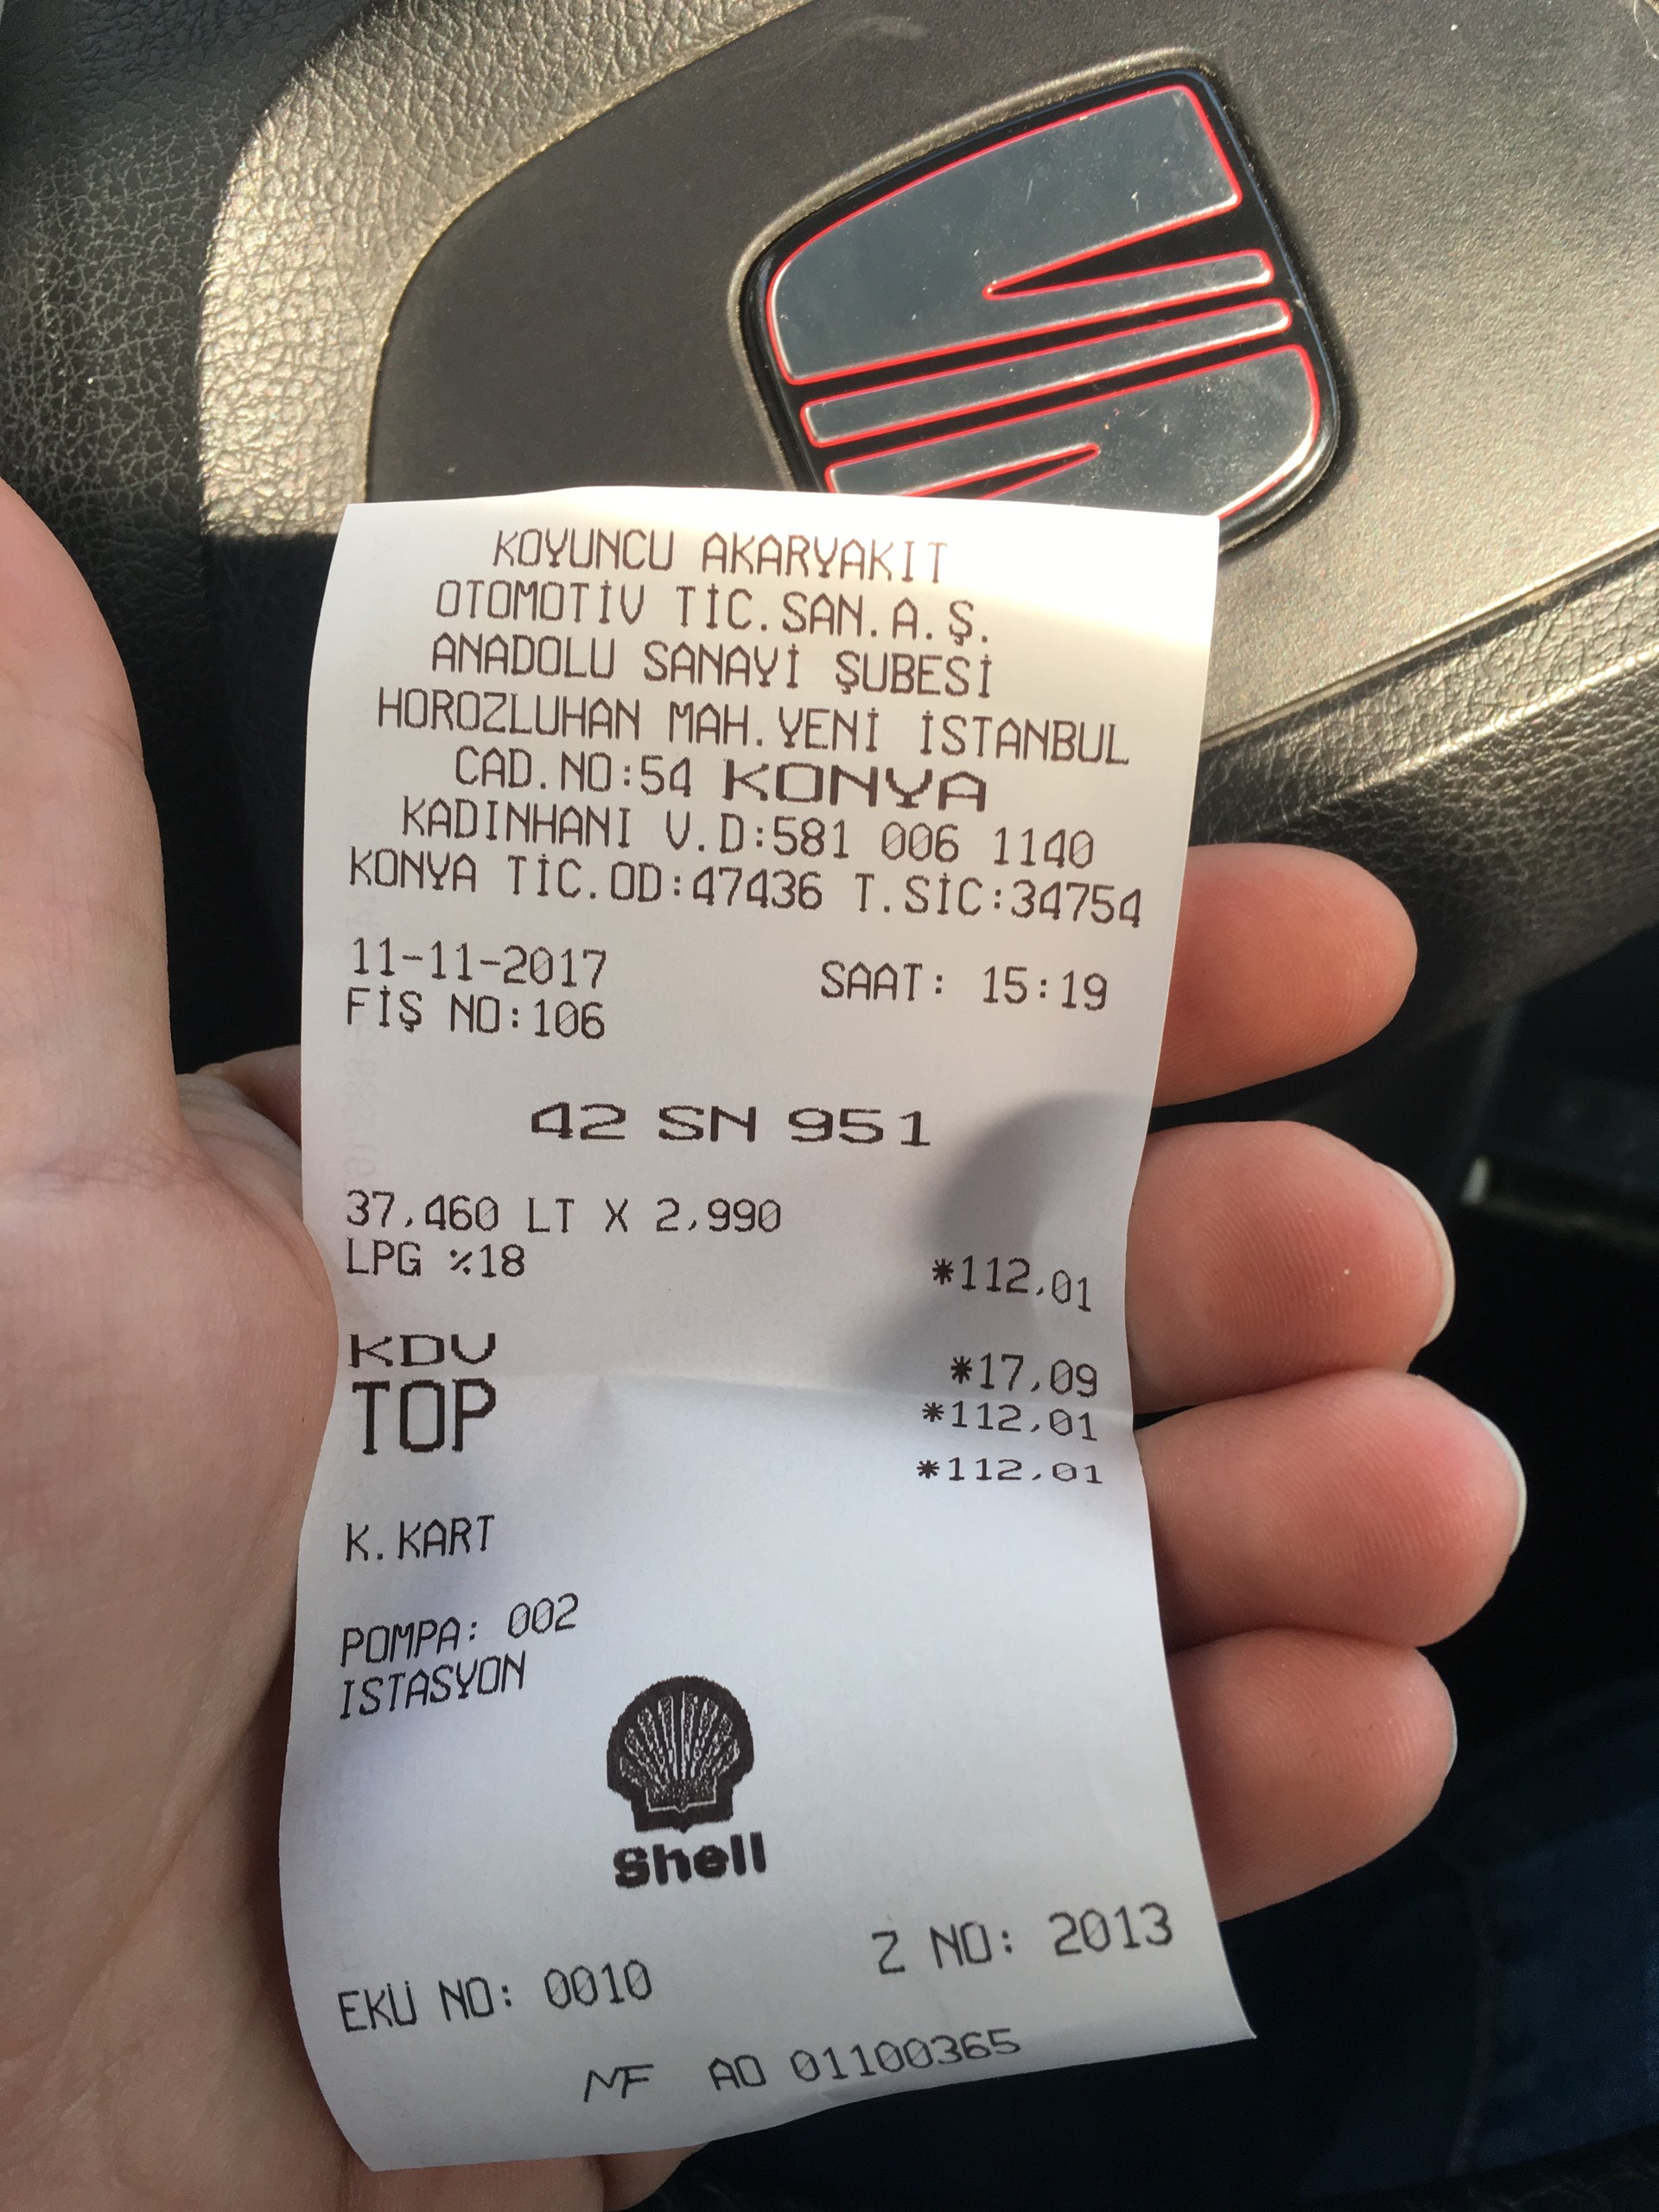 KOYUNCU AKARYAKIT
OTOMOTİV TİC.SAN.A.Ş.
ANADOLU SANAYİ ŞUBESİ
HOROZLUHAN MAH.YENİ İSTANBUL
CAD.NO:54 KONYA
KADINHANI V.D:581 006 1140
KONYA TİC.OD:47436 T.SİC:34754
11-11-2017 SAAT: 15:19
FİŞ NO:106
42 SN 951
37,460 LT X 2,990
LPG %18 *112,01
KDV *17,09
TOP *112,01
K.KART *112,01
POMPA: 002
ISTASYON
Shell
EKÜ NO: 0010 Z NO: 2013
MF AO 01100365